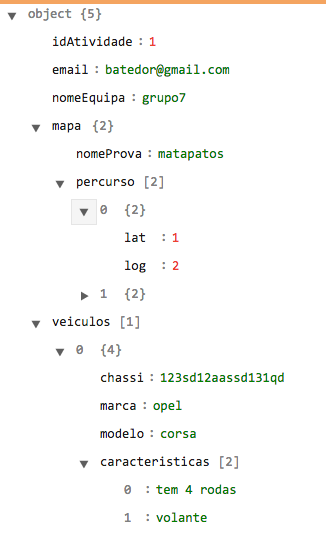 object {5}
idAtividade : 1
email : batedor@gmail.com
nomeEquipa : grupo7
mapa {2}
nomeProva : matapatos
percurso [2]
0 {2}
lat : 1
log : 2
1 {2}
veiculos [1]
0 {4}
chassi : 123sd12aassd131qd
marca : opel
modelo : corsa
caracteristicas [2]
0 : tem 4 rodas
1 : volante